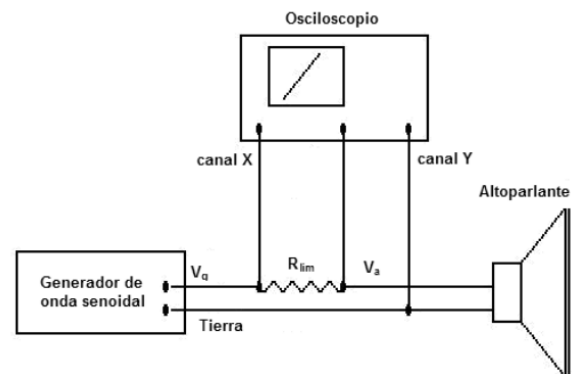 Osciloscopio
canal X
canal Y
Altoparlante
Generador de
onda senoidal
Vg
Rlim
Va
Tierra